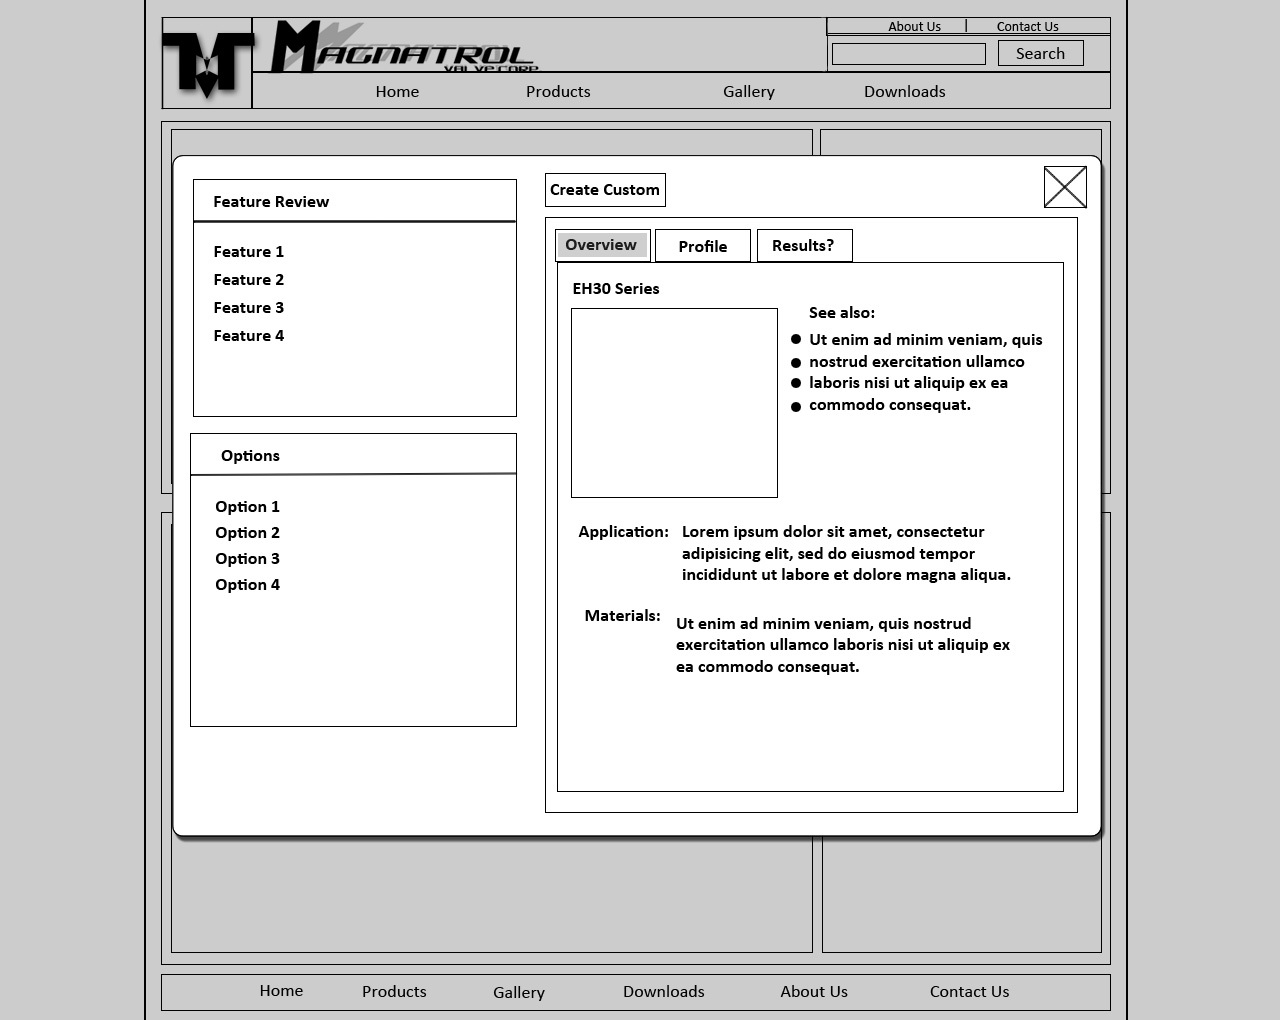 MAGNATROL
VALVE CORP
About Us | Contact Us
Search
Home Products Gallery Downloads
Feature Review
Feature 1
Feature 2
Feature 3
Feature 4
Options
Option 1
Option 2
Option 3
Option 4
Create Custom
Overview Profile Results?
EH30 Series
See also:
Ut enim ad minim veniam, quis
nostrud exercitation ullamco
laboris nisi ut aliquip ex ea
commodo consequat.
Application: Lorem ipsum dolor sit amet, consectetur
adipisicing elit, sed do eiusmod tempor
incididunt ut labore et dolore magna aliqua.
Materials: Ut enim ad minim veniam, quis nostrud
exercitation ullamco laboris nisi ut aliquip ex
ea commodo consequat.
Home Products Gallery Downloads About Us Contact Us